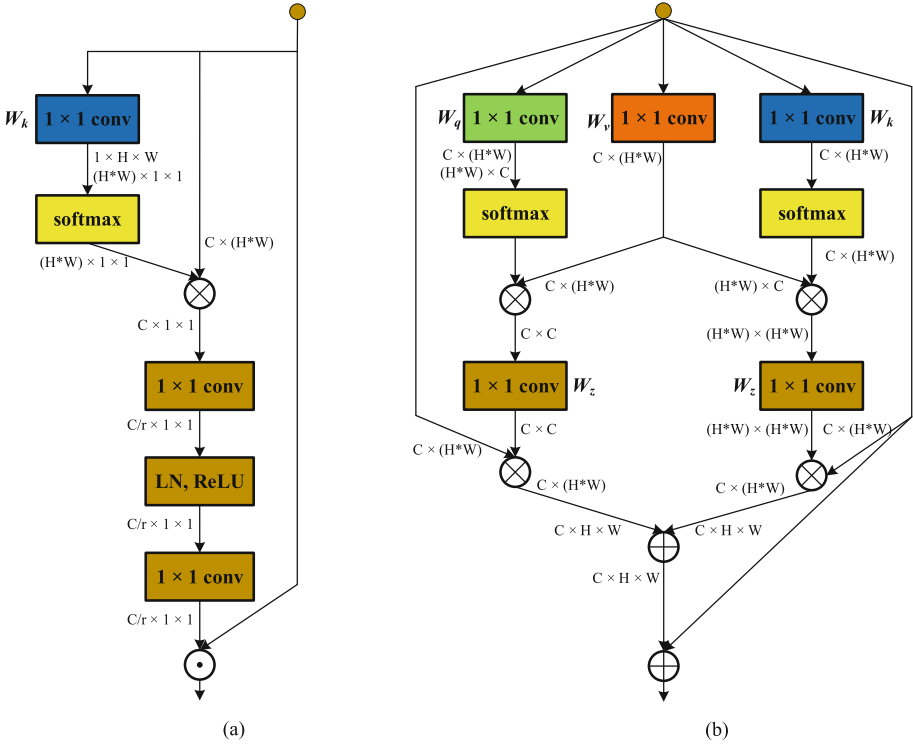 W_k
1 × 1 conv
1 × H × W
(H*W) × 1 × 1
softmax
(H*W) × 1 × 1
C × (H*W)
C × 1 × 1
1 × 1 conv
C/r × 1 × 1
LN, ReLU
C/r × 1 × 1
1 × 1 conv
C/r × 1 × 1
(a)
W_q
1 × 1 conv
C × (H*W)
(H*W) × C
softmax
W_v
1 × 1 conv
C × (H*W)
1 × 1 conv
W_k
C × (H*W)
softmax
C × (H*W)
C × (H*W)
(H*W) × C
C × C
(H*W) × (H*W)
1 × 1 conv
W_z
W_z
1 × 1 conv
C × C
(H*W) × (H*W)
C × (H*W)
C × (H*W)
C × (H*W)
C × (H*W)
C × H × W
C × H × W
C × H × W
(b)